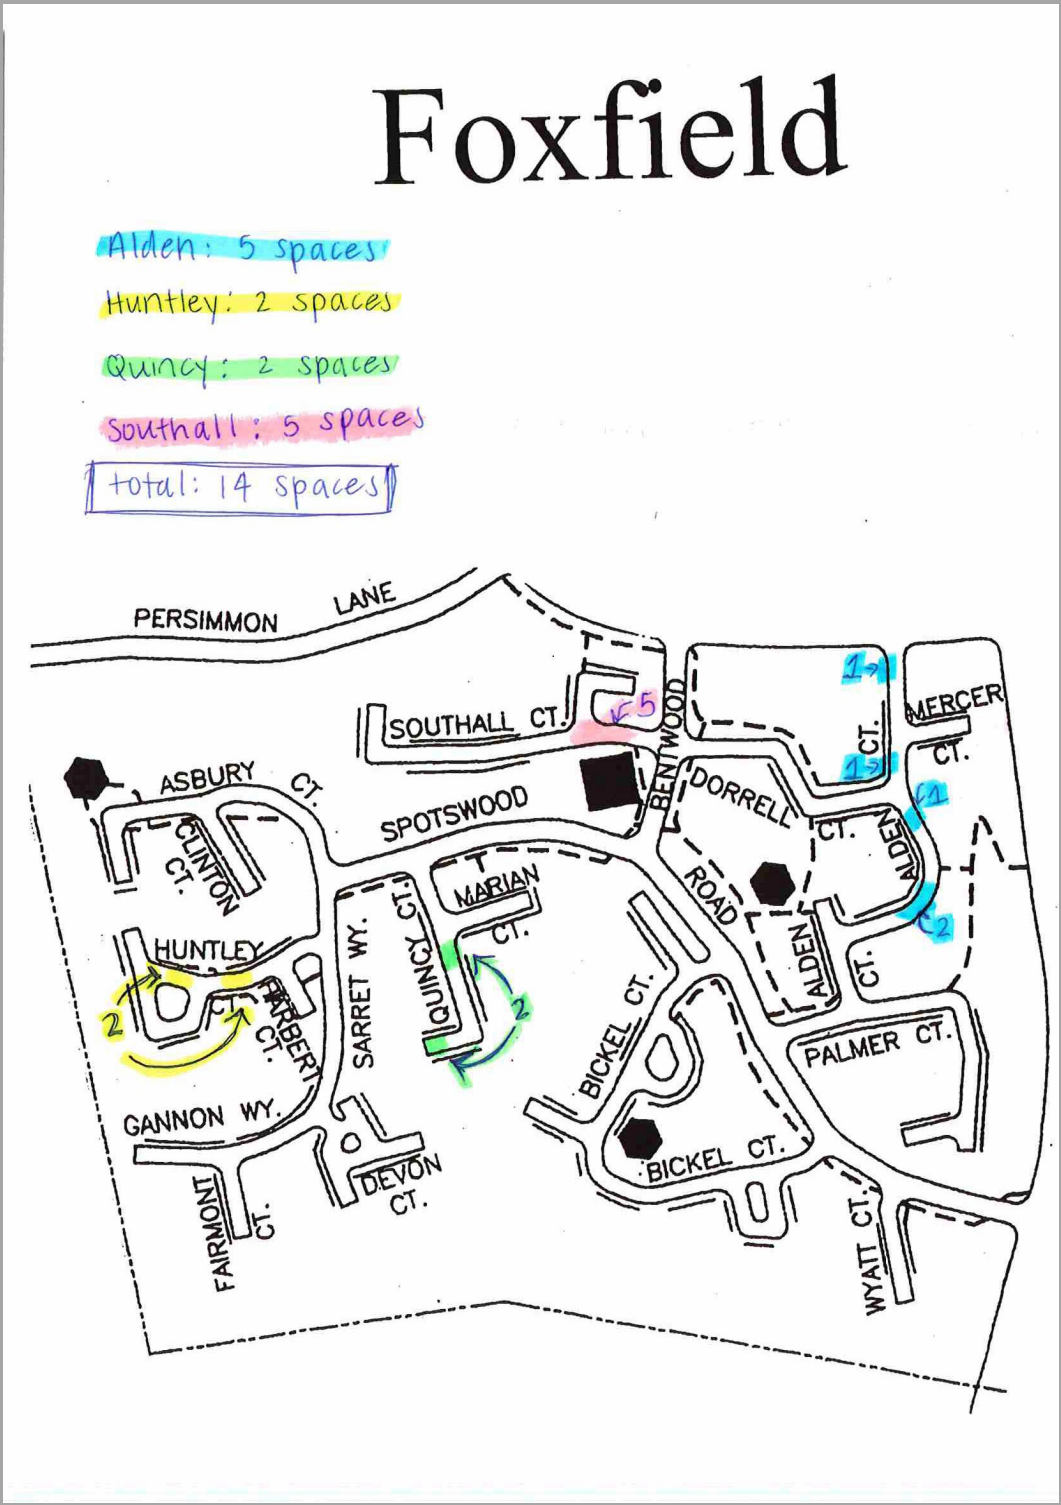 Foxfield
Alden: 5 spaces
Huntley: 2 spaces
Quincy: 2 spaces
Southall: 5 spaces
total: 14 spaces
PERSIMMON LANE
SOUTHALL CT.
5
BENTWOOD
1
MERCER
CT.
CT.
1
1
ASBURY CT.
SPOTSWOOD
DORRELL
CT.
ALDEN
CLINTON
CT.
MARIAN
CT.
ROAD
2
HUNTLEY
CT.
QUINCY CT.
ALDEN
CT.
SARRET WY.
2
2
HARBERT
CT.
BICKEL CT.
PALMER CT.
GANNON WY.
BICKEL CT.
DEVON
CT.
FAIRMONT
CT.
WYATT CT.